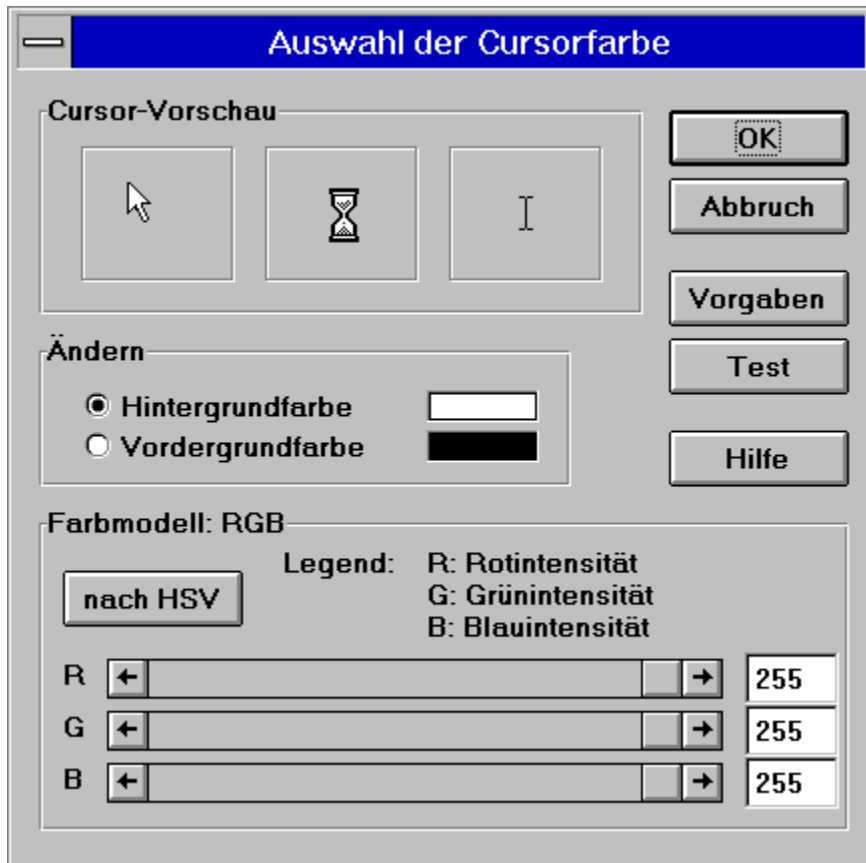 Auswahl der Cursorfarbe
Cursor-Vorschau
OK
Abbruch
Vorgaben
Test
Hilfe
Ändern
Hintergrundfarbe
Vordergrundfarbe
Farbmodell: RGB
nach HSV
Legend: R: Rotintensität
G: Grünintensität
B: Blauintensität
R 255
G 255
B 255